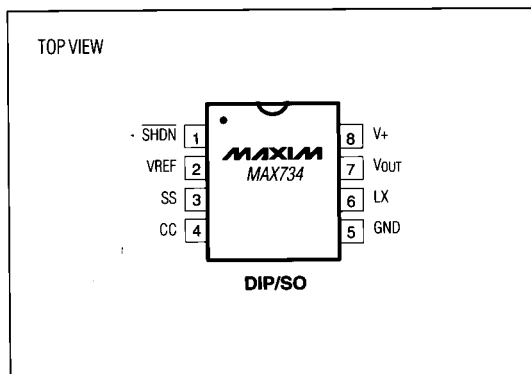 TOP VIEW
SHDN 1
VREF 2
SS 3
CC 4
MAXIM
MAX734
8 V+
7 VOUT
6 LX
5 GND
DIP/SO